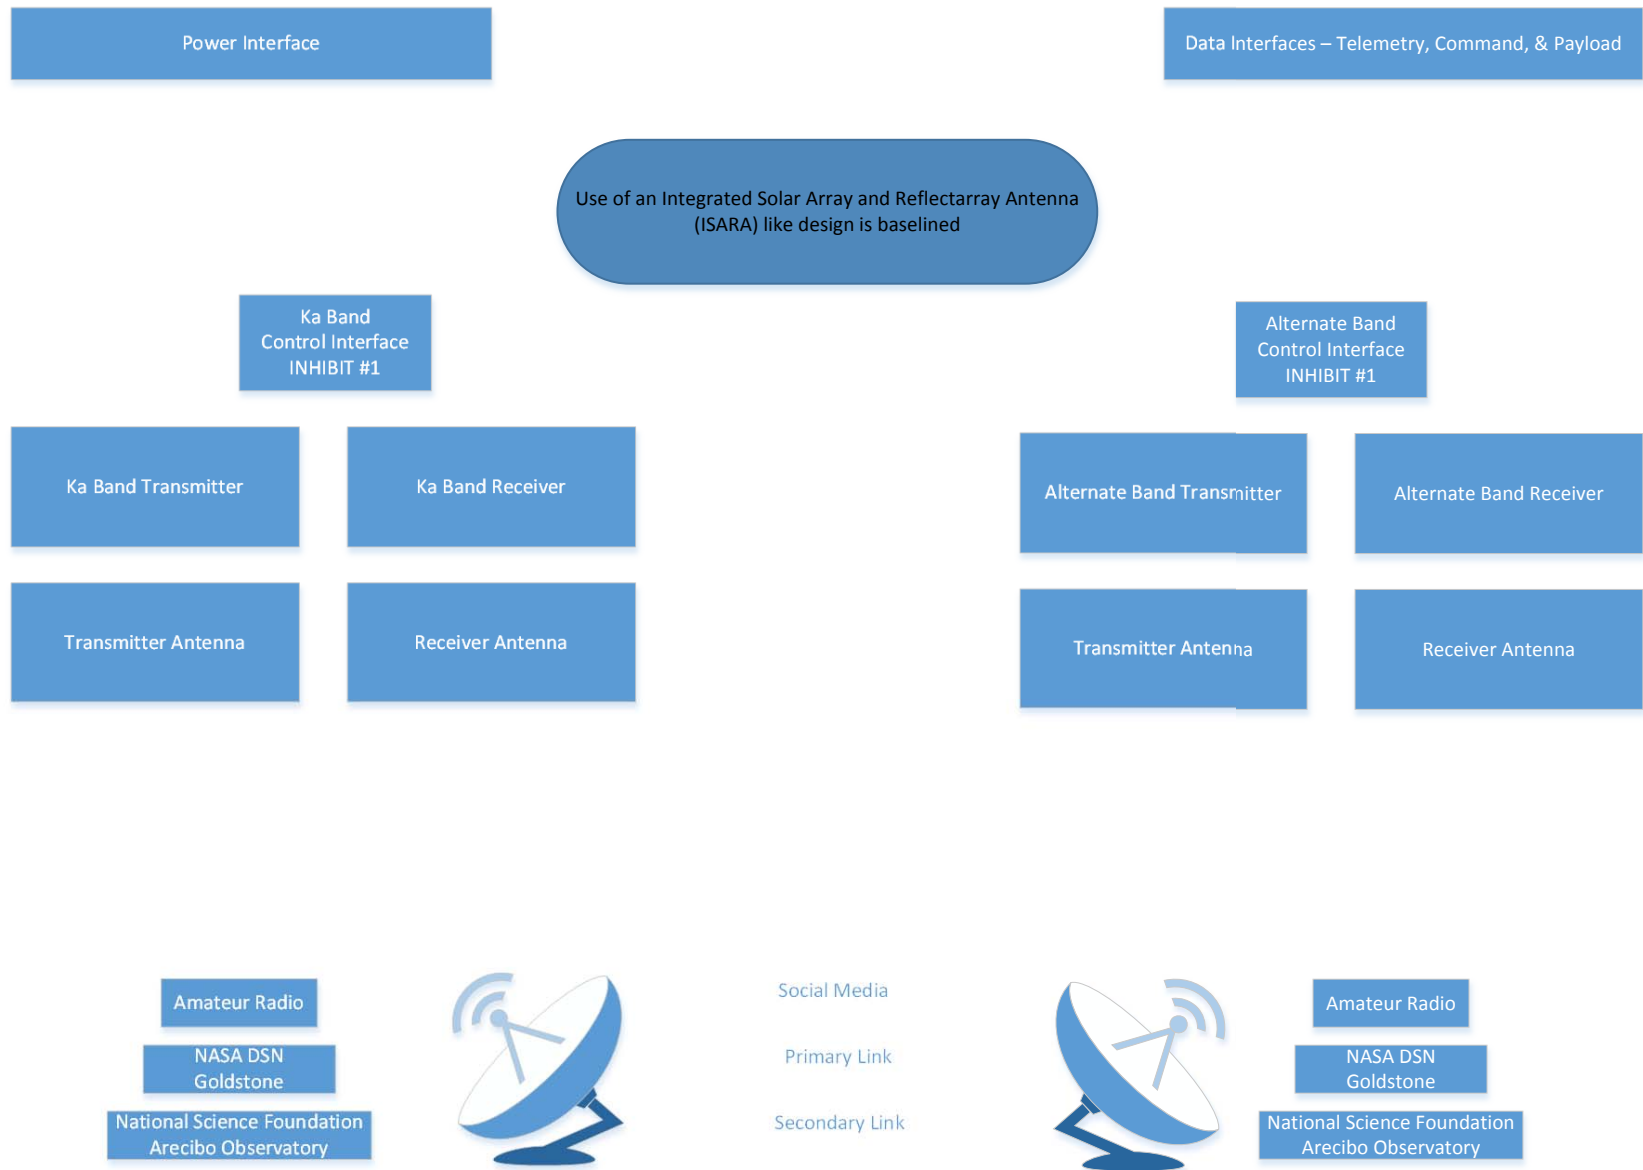 Power Interface
Data Interfaces – Telemetry, Command, & Payload
Use of an Integrated Solar Array and Reflectarray Antenna
(ISARA) like design is baselined
Ka Band
Control Interface
INHIBIT #1
Alternate Band
Control Interface
INHIBIT #1
Ka Band Transmitter
Ka Band Receiver
Alternate Band Transmitter
Alternate Band Receiver
Transmitter Antenna
Receiver Antenna
Transmitter Antenna
Receiver Antenna
Amateur Radio
NASA DSN
Goldstone
National Science Foundation
Arecibo Observatory
Social Media
Primary Link
Secondary Link
Amateur Radio
NASA DSN
Goldstone
National Science Foundation
Arecibo Observatory